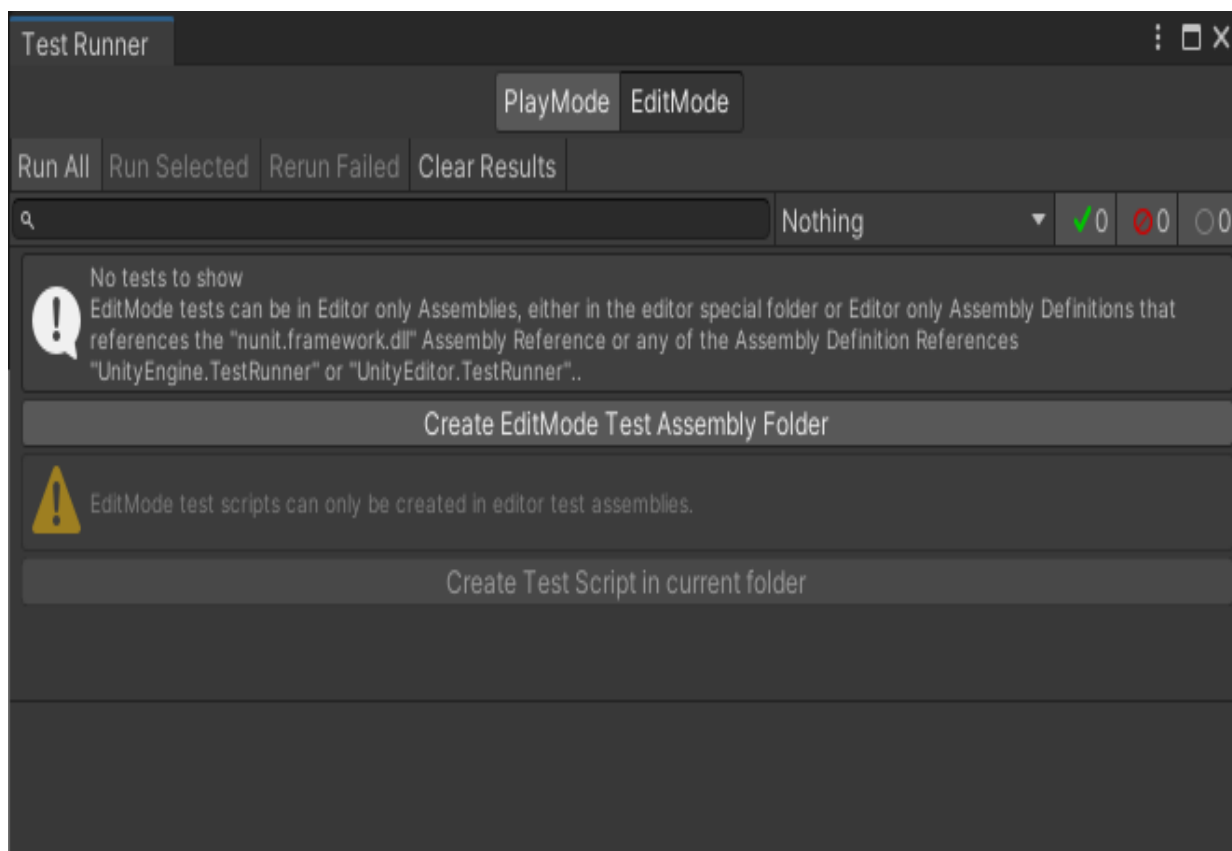 Test Runner
PlayMode EditMode
Run All Run Selected Rerun Failed Clear Results
Nothing 0 0 0
No tests to show
EditMode tests can be in Editor only Assemblies, either in the editor special folder or Editor only Assembly Definitions that
references the "nunit.framework.dll" Assembly Reference or any of the Assembly Definition References
"UnityEngine.TestRunner" or "UnityEditor.TestRunner"..
Create EditMode Test Assembly Folder
EditMode test scripts can only be created in editor test assemblies.
Create Test Script in current folder